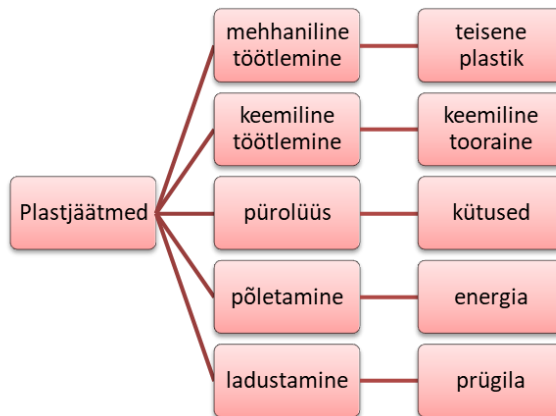 mehhaniline
töötlemine
teisene
plastik
keemiline
töötlemine
keemiline
tooraine
Plastjäätmed
pürolüüs
kütused
põletamine
energia
ladustamine
prügila